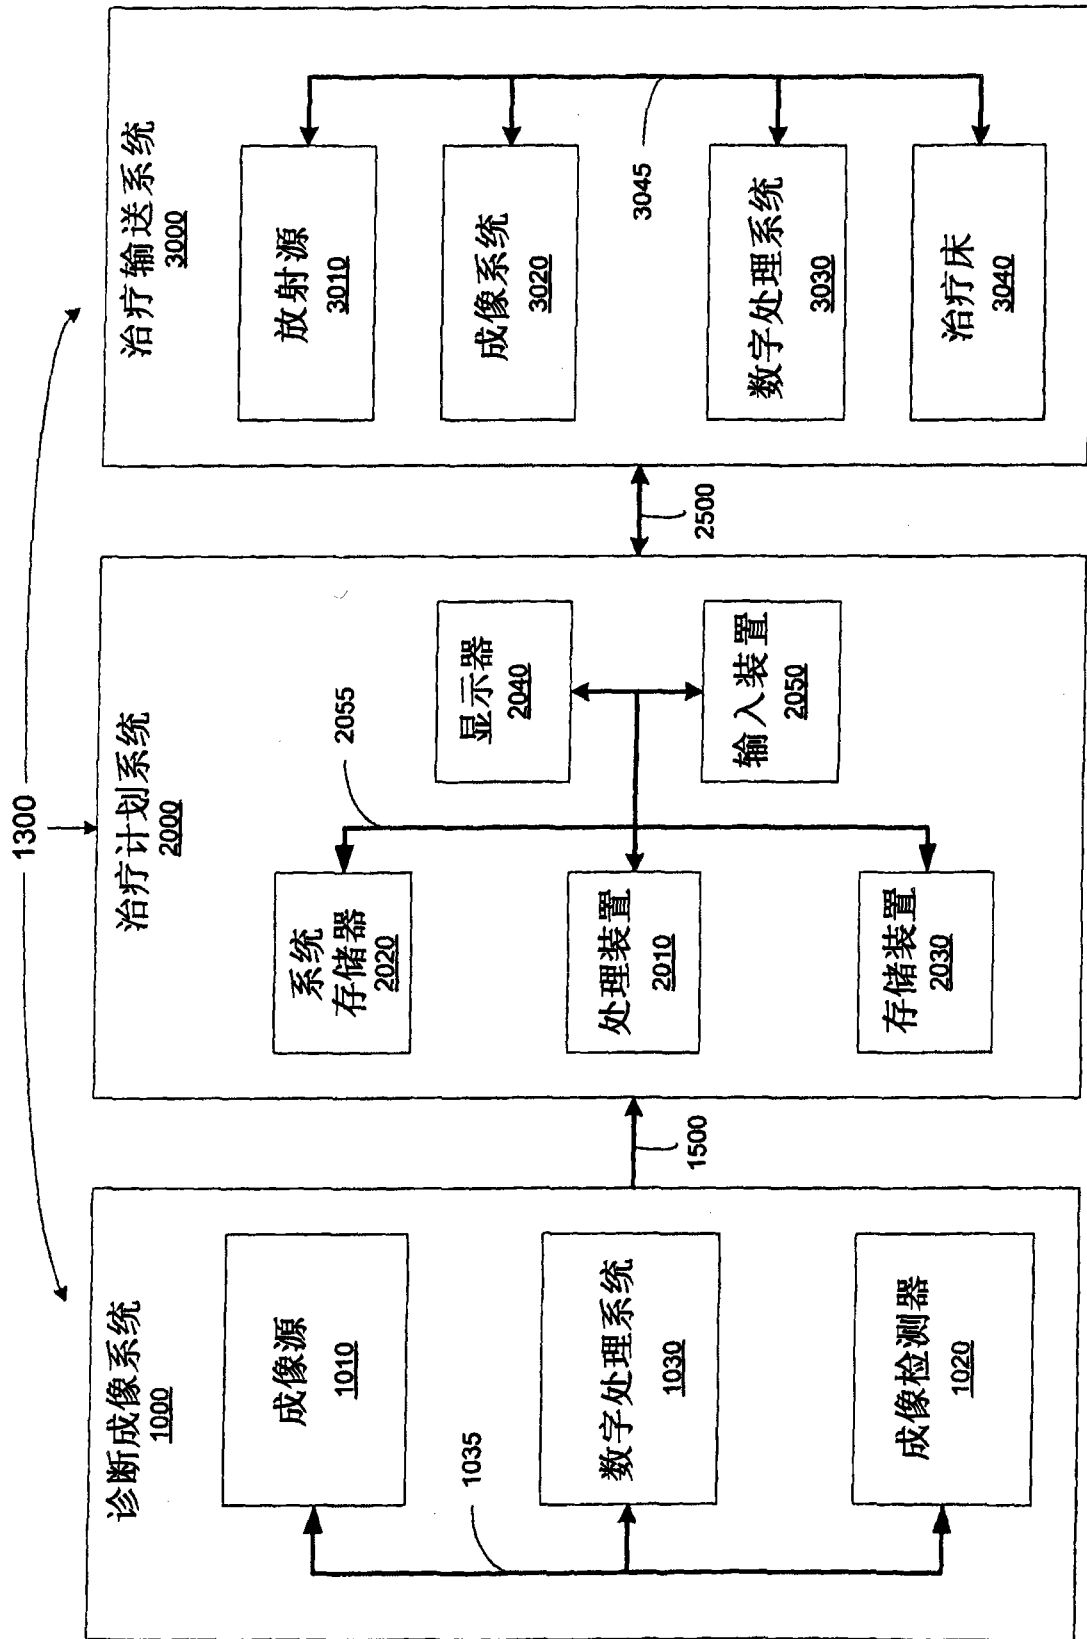 1300
诊断成像系统
1000
成像源
1010
数字处理系统
1030
成像检测器
1020
1035
1500
治疗计划系统
2000
系统
存储器
2020
处理装置
2010
存储装置
2030
2055
显示器
2040
输入装置
2050
2500
治疗输送系统
3000
放射源
3010
成像系统
3020
数字处理系统
3030
治疗床
3040
3045